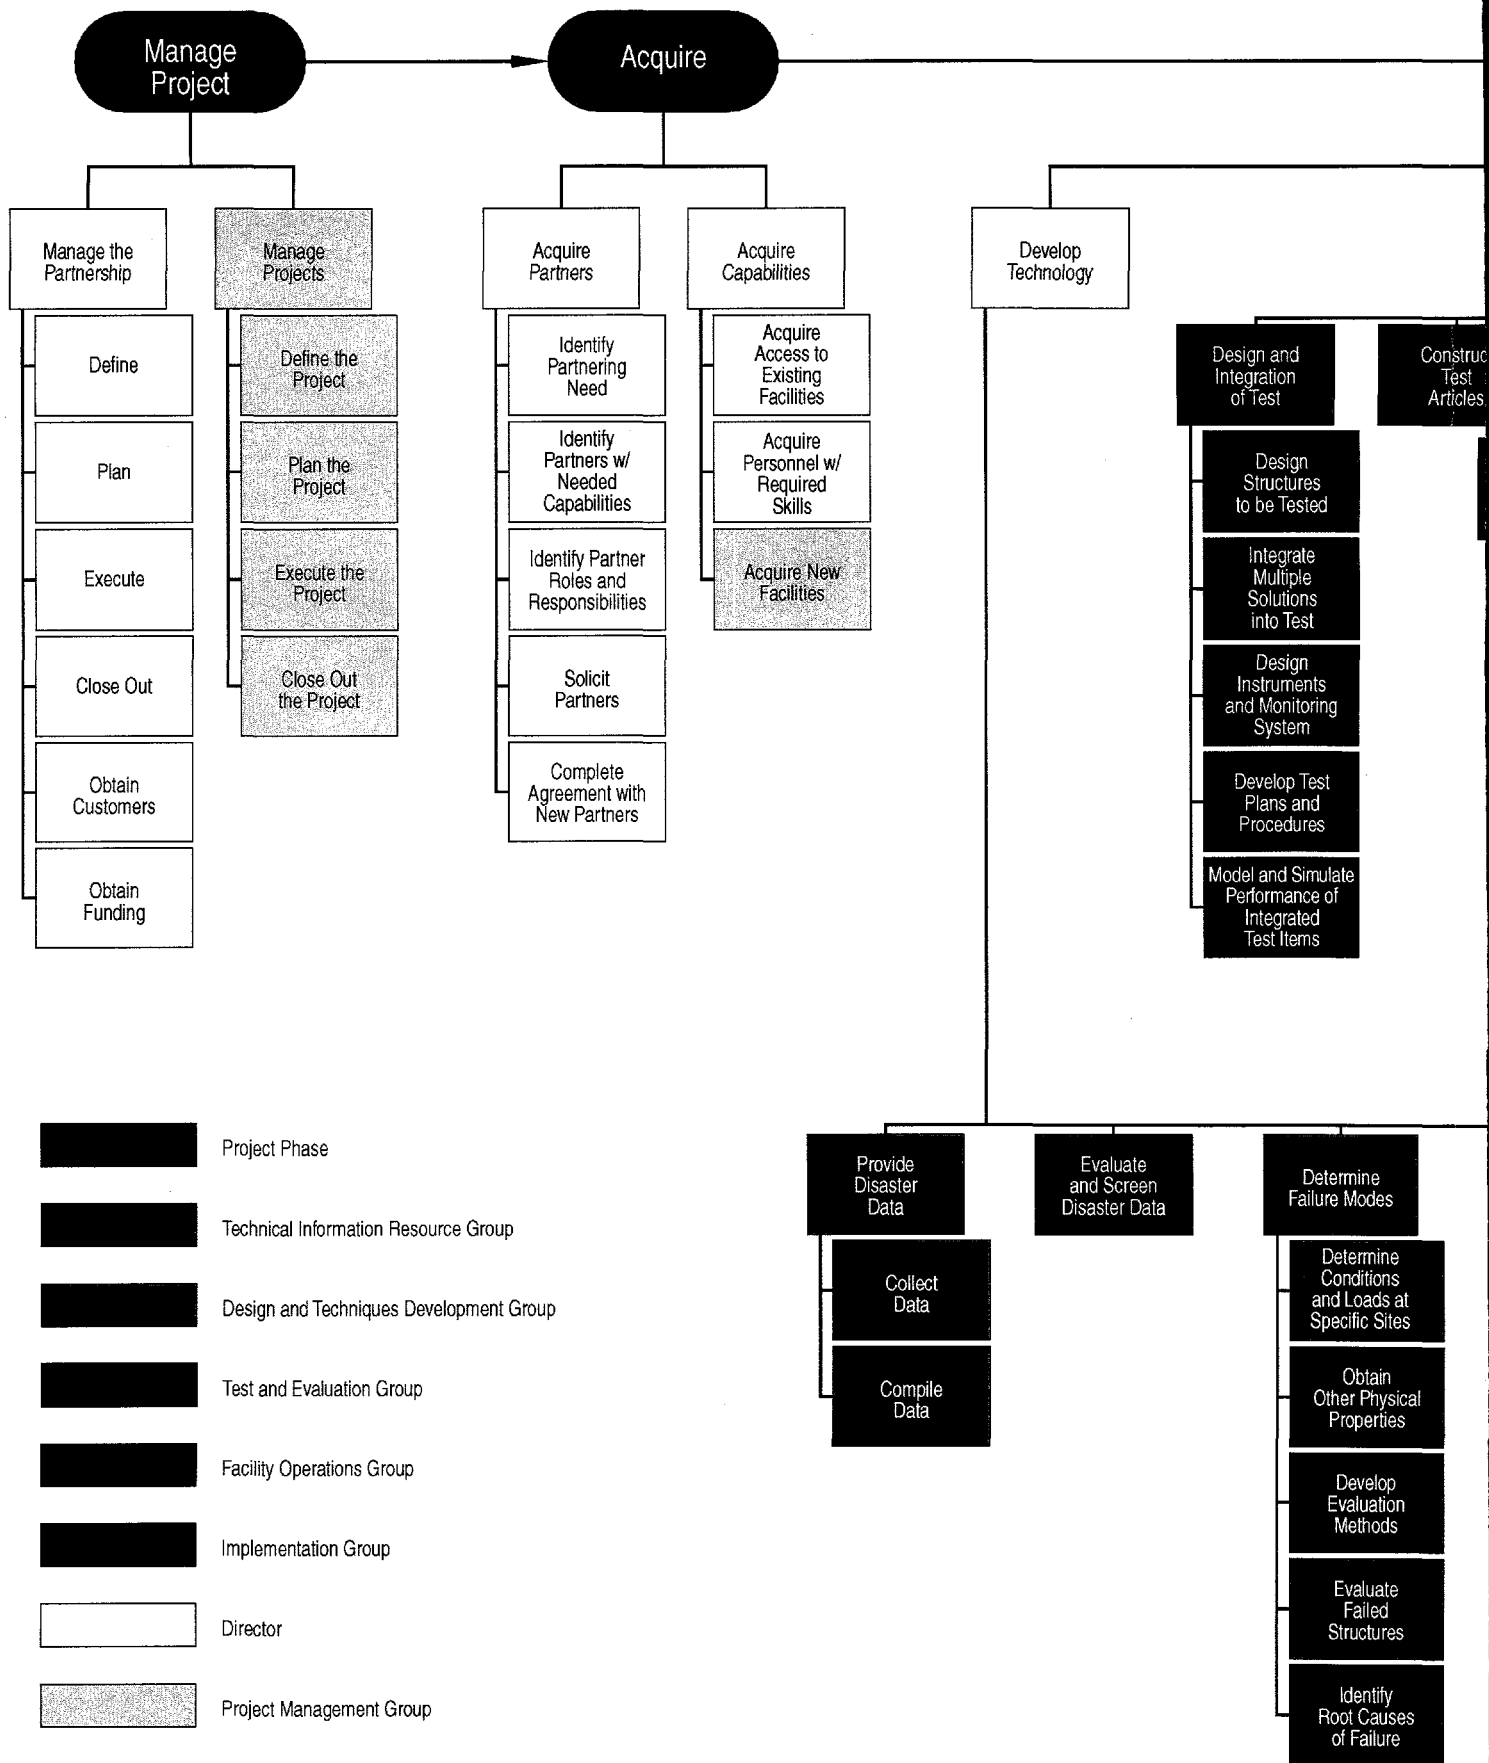 Manage
Project
Acquire
Manage the
Partnership
Define
Plan
Execute
Close Out
Obtain
Customers
Obtain
Funding
Manage
Projects
Define the
Project
Plan the
Project
Execute the
Project
Close Out
the Project
Acquire
Partners
Identify
Partnering
Need
Identify
Partners w/
Needed
Capabilities
Identify Partner
Roles and
Responsibilities
Solicit
Partners
Complete
Agreement with
New Partners
Acquire
Capabilities
Acquire
Access to
Existing
Facilities
Acquire
Personnel w/
Required
Skills
Acquire New
Facilities
Develop
Technology
Design and
Integration
of Test
Design
Structures
to be Tested
Integrate
Multiple
Solutions
into Test
Design
Instruments
and Monitoring
System
Develop Test
Plans and
Procedures
Model and Simulate
Performance of
Integrated
Test Items
Construc
Test
Articles
Provide
Disaster
Data
Collect
Data
Compile
Data
Evaluate
and Screen
Disaster Data
Determine
Failure Modes
Determine
Conditions
and Loads at
Specific Sites
Obtain
Other Physical
Properties
Develop
Evaluation
Methods
Evaluate
Failed
Structures
Identify
Root Causes
of Failure
Project Phase
Technical Information Resource Group
Design and Techniques Development Group
Test and Evaluation Group
Facility Operations Group
Implementation Group
Director
Project Management Group